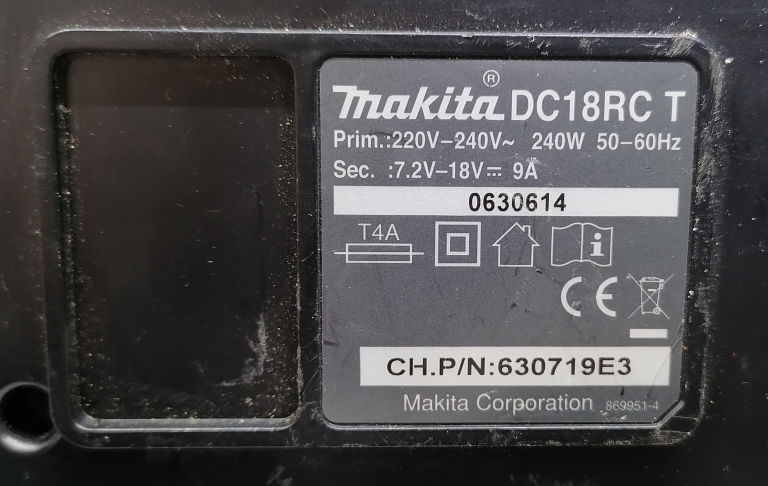 ®
makita DC18RC T
Prim.:220V–240V~ 240W 50–60Hz
Sec. :7.2V–18V⎓ 9A
0630614
T4A
i
CE
CH.P/N:630719E3
Makita Corporation 869951-4